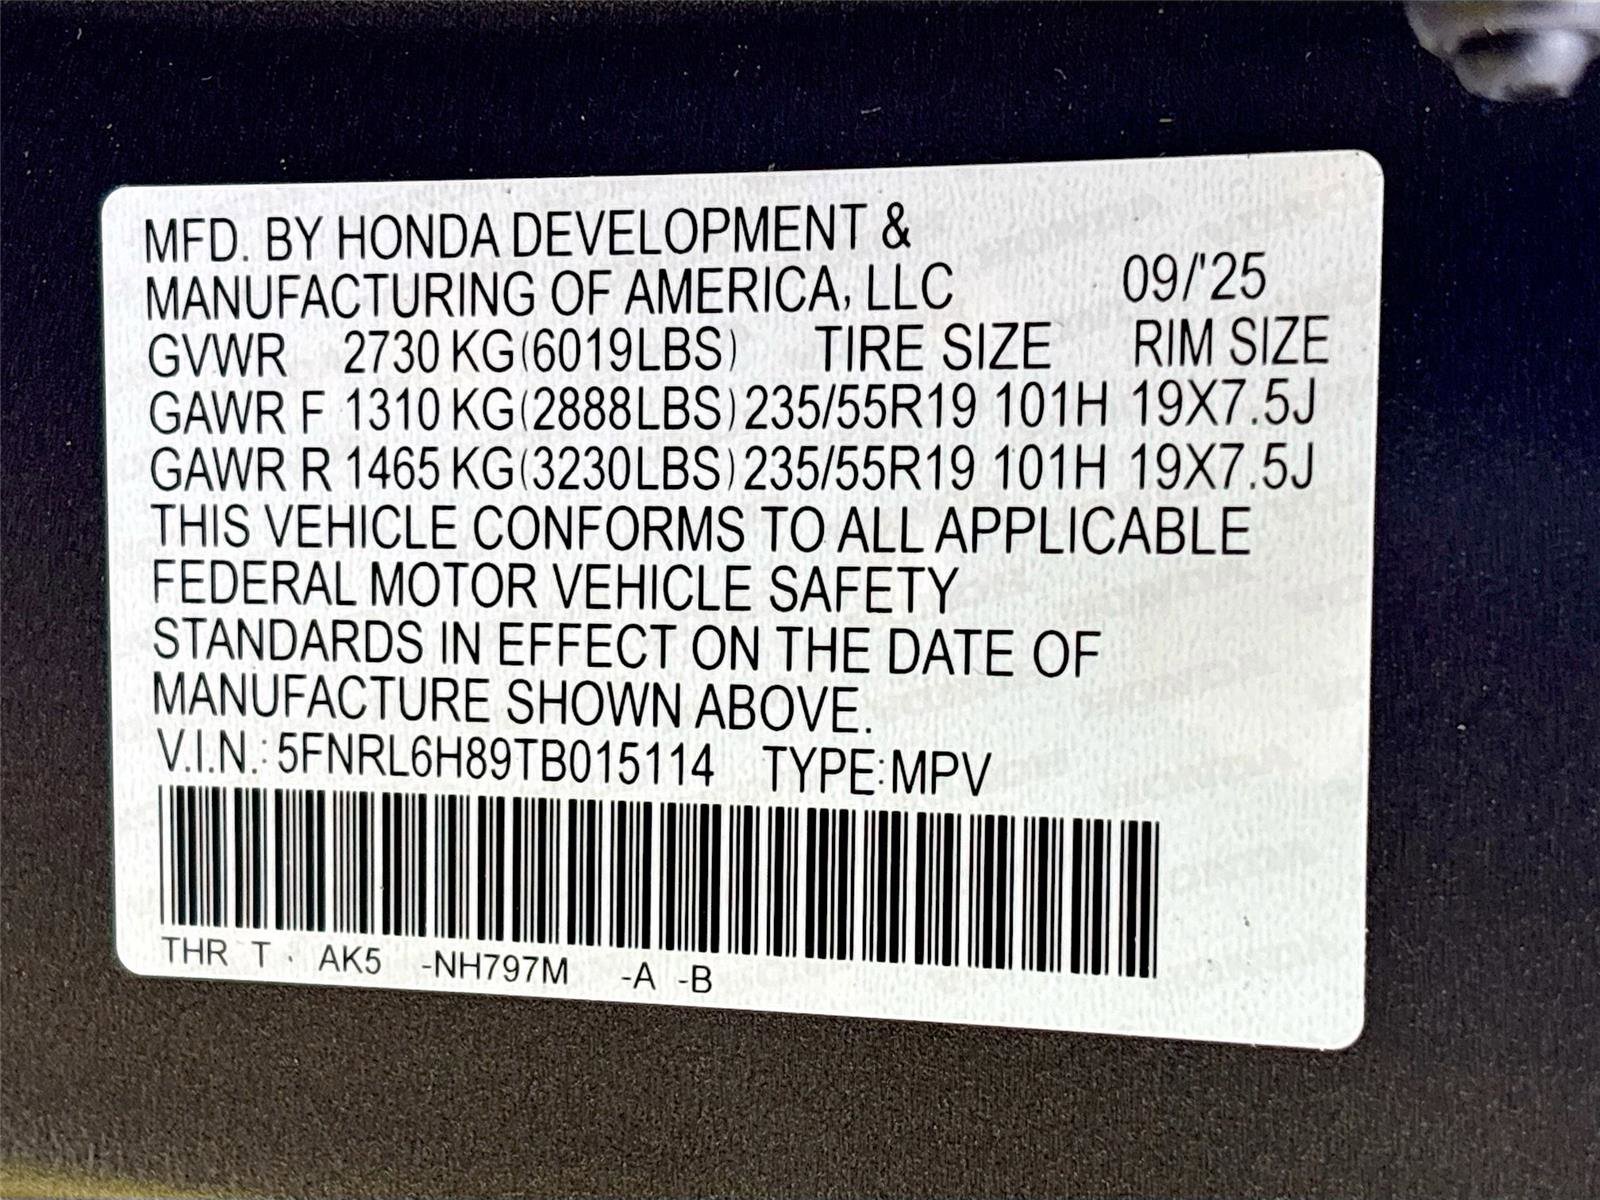 MFD. BY HONDA DEVELOPMENT &
MANUFACTURING OF AMERICA, LLC 09/'25
GVWR 2730 KG(6019LBS) TIRE SIZE RIM SIZE
GAWR F 1310 KG(2888LBS) 235/55R19 101H 19X7.5J
GAWR R 1465 KG(3230LBS) 235/55R19 101H 19X7.5J
THIS VEHICLE CONFORMS TO ALL APPLICABLE
FEDERAL MOTOR VEHICLE SAFETY
STANDARDS IN EFFECT ON THE DATE OF
MANUFACTURE SHOWN ABOVE.
V.I.N.: 5FNRL6H89TB015114 TYPE:MPV
THR T AK5 -NH797M -A -B